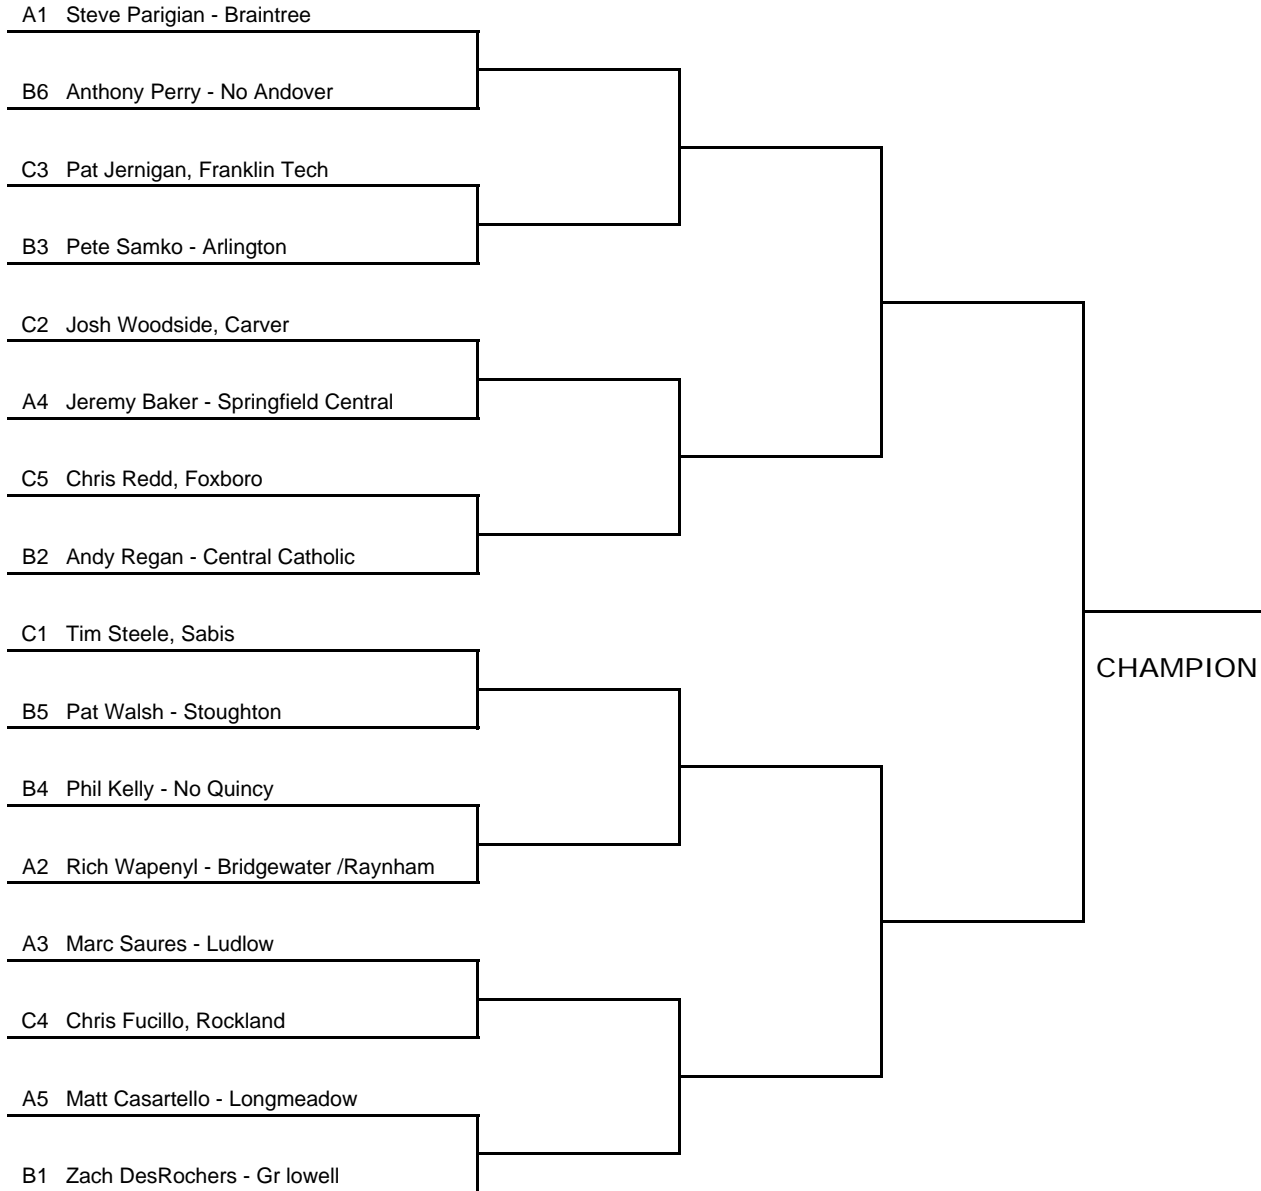 A1 Steve Parigian - Braintree
B6 Anthony Perry - No Andover
C3 Pat Jernigan, Franklin Tech
B3 Pete Samko - Arlington
C2 Josh Woodside, Carver
A4 Jeremy Baker - Springfield Central
C5 Chris Redd, Foxboro
B2 Andy Regan - Central Catholic
C1 Tim Steele, Sabis
CHAMPION
B5 Pat Walsh - Stoughton
B4 Phil Kelly - No Quincy
A2 Rich Wapenyl - Bridgewater /Raynham
A3 Marc Saures - Ludlow
C4 Chris Fucillo, Rockland
A5 Matt Casartello - Longmeadow
B1 Zach DesRochers - Gr lowell